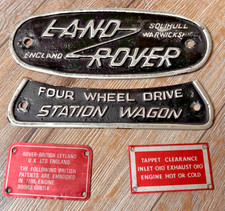 LAND
SOLIHULL
WARWICKSHIRE
ENGLAND
ROVER
FOUR WHEEL DRIVE
STATION WAGON
ROVER-BRITISH LEYLAND
U.K. LTD ENGLAND
THE FOLLOWING BRITISH
PATENTS ARE EMBODIED
IN THIS ENGINE
TAPPET CLEARANCE
INLET 010 EXHAUST 010
ENGINE HOT OR COLD